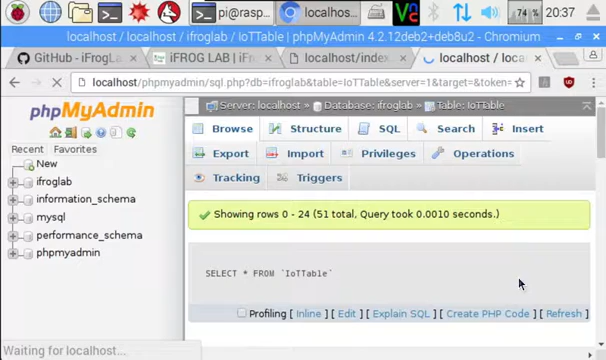 pi@rasp
localhos
74 %
20:37
localhost / localhost / ifroglab / IoTTable | phpMyAdmin 4.2.12deb2+deb8u2 - Chromium
GitHub - iFrogLa
iFROG LAB | iFRO
localhost/index.
localhost / loca
localhost/phpmyadmin/sql.php?db=ifroglab&table=IoTTable&server=1&target=&token=
phpMyAdmin
Recent
Favorites
New
ifroglab
information_schema
mysql
performance_schema
phpmyadmin
Server: localhost » Database: ifroglab » Table: IoTTable
Browse
Structure
SQL
Search
Insert
Export
Import
Privileges
Operations
Tracking
Triggers
Showing rows 0 - 24 (51 total, Query took 0.0010 seconds.)
SELECT * FROM `IoTTable`
Profiling [ Inline ] [ Edit ] [ Explain SQL ] [ Create PHP Code ] [ Refresh ]
Waiting for localhost...